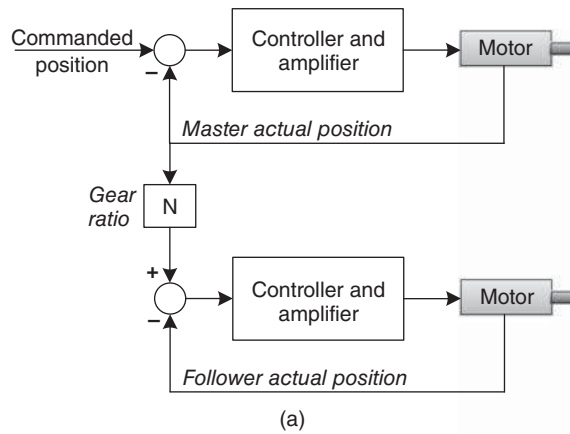 Commanded
position
−
Controller and
amplifier
Motor
Master actual position
Gear
ratio
N
+
−
Controller and
amplifier
Motor
Follower actual position
(a)